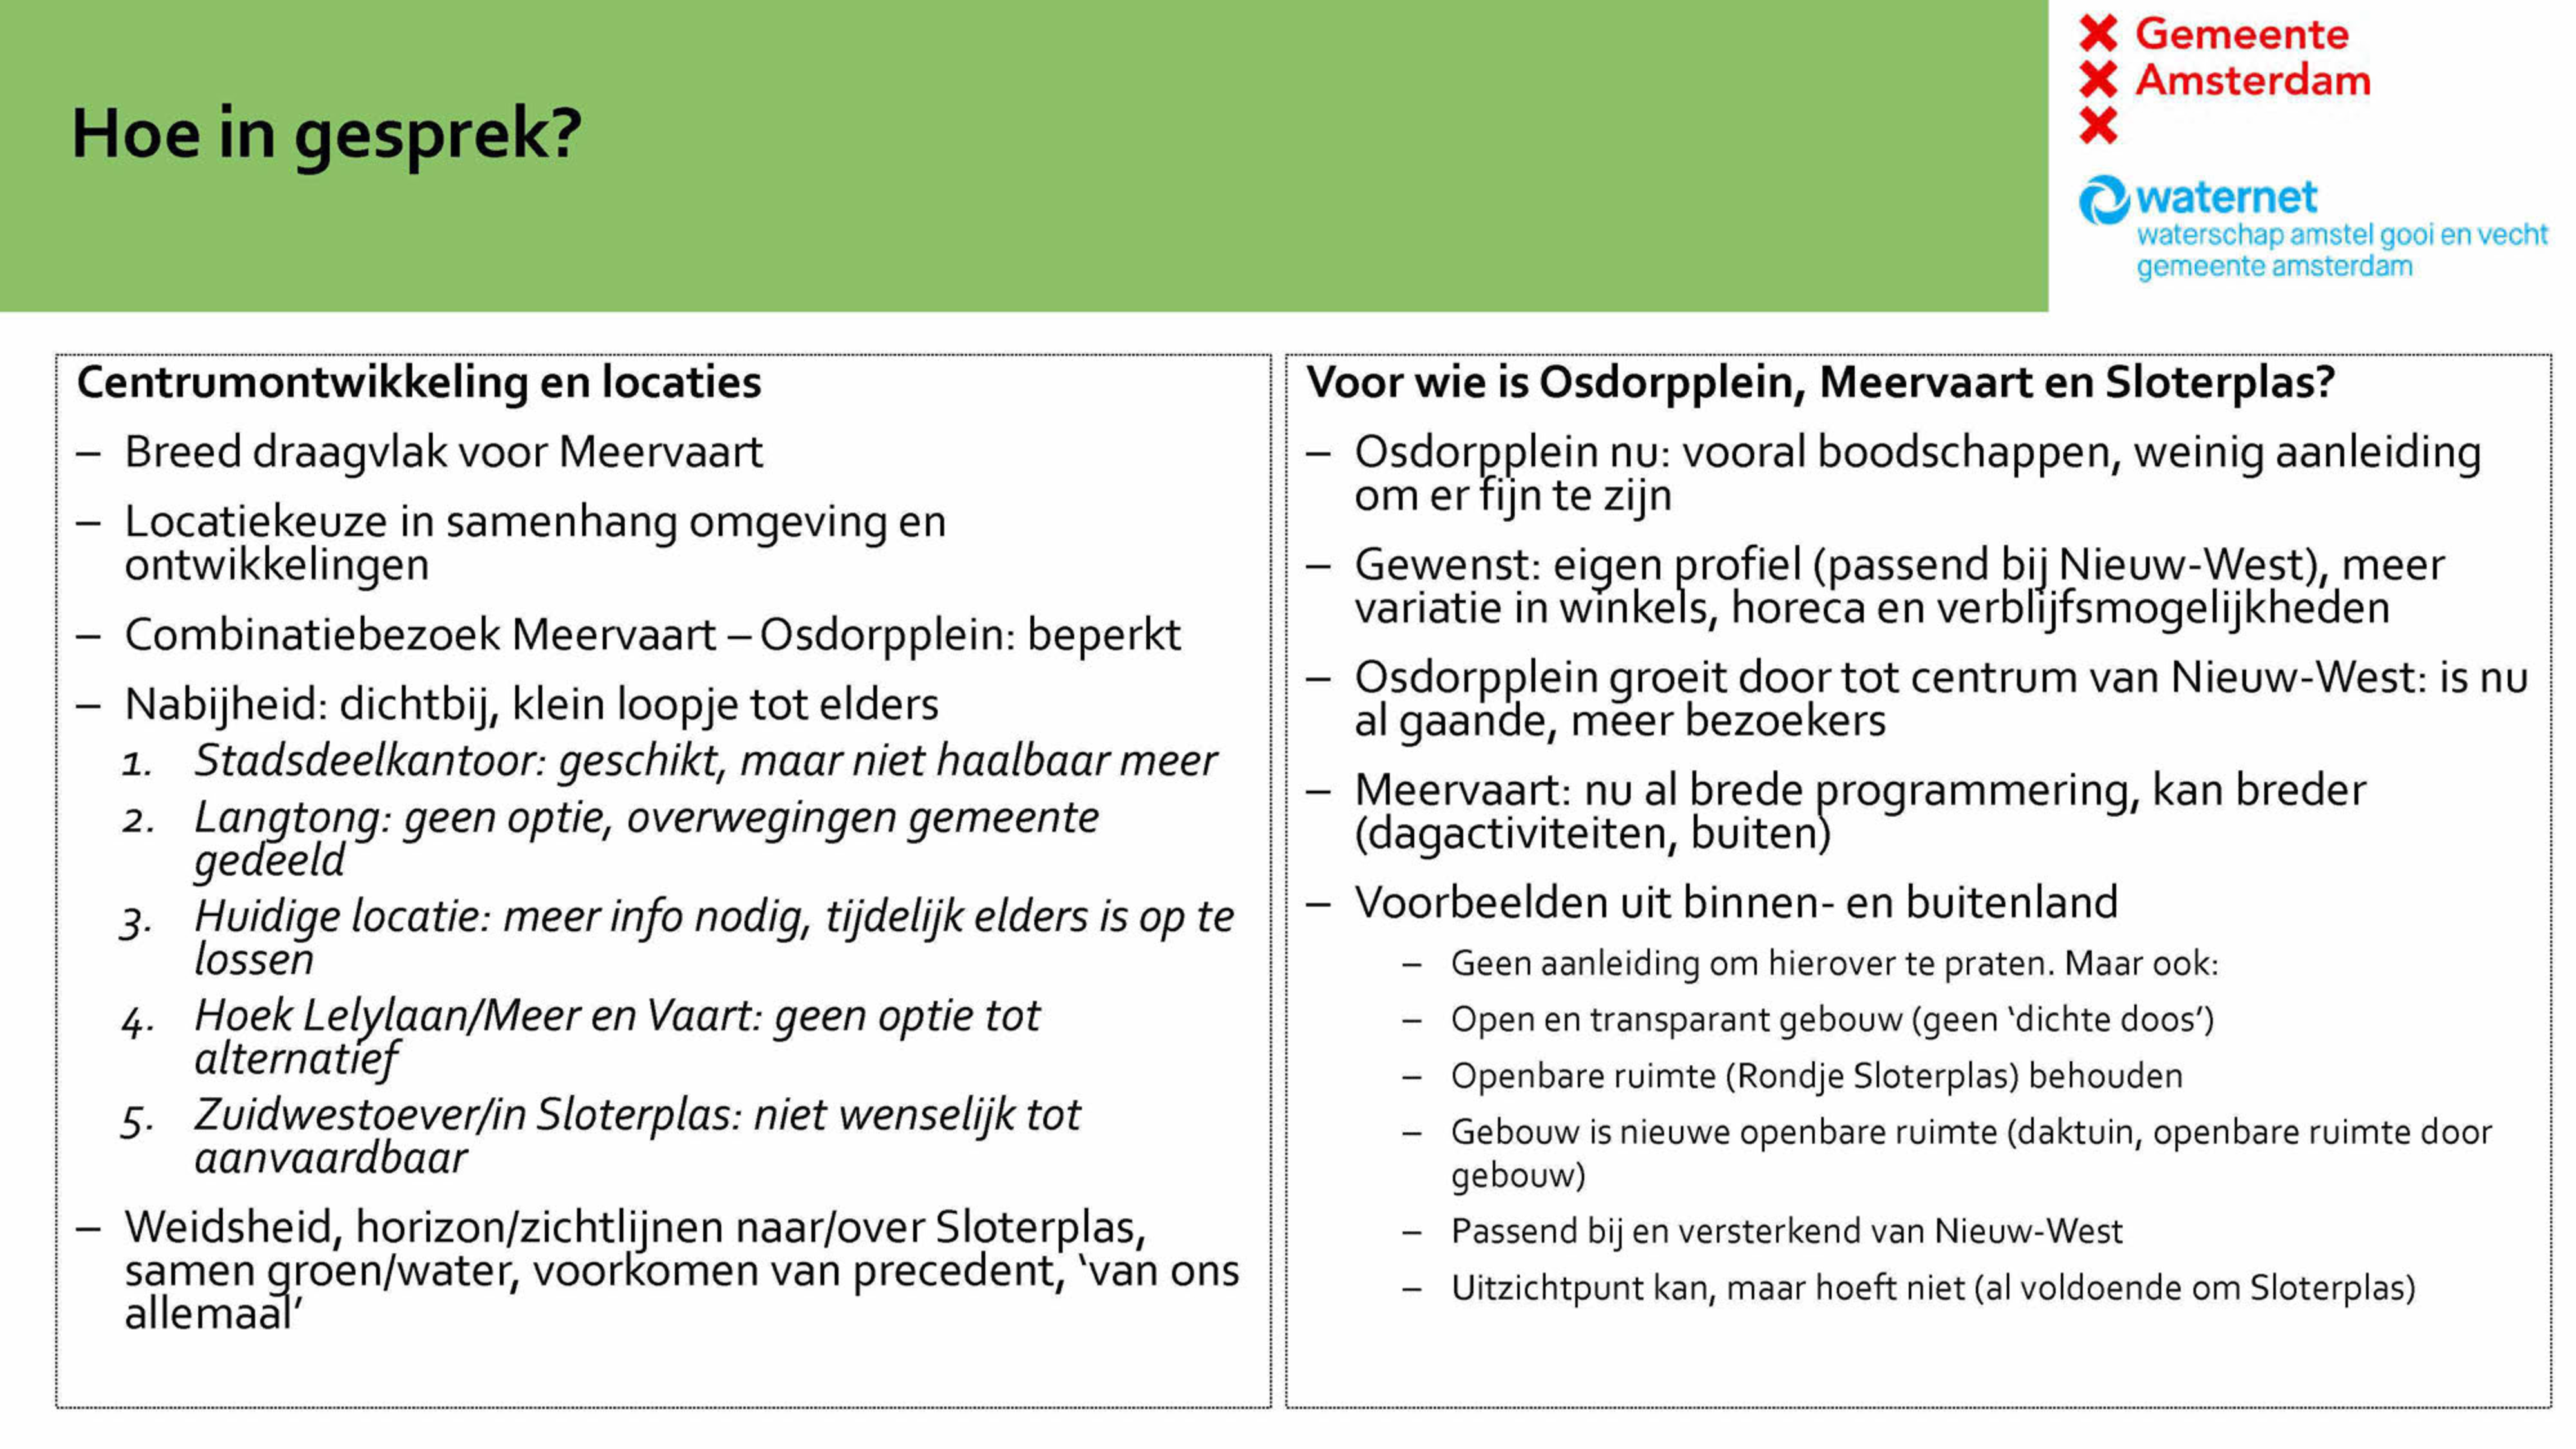 Hoe in gesprek?
Gemeente
Amsterdam
waternet
waterschap amstel gooi en vecht
gemeente amsterdam
Centrumontwikkeling en locaties
– Breed draagvlak voor Meervaart
– Locatiekeuze in samenhang omgeving en
ontwikkelingen
– Combinatiebezoek Meervaart – Osdorpplein: beperkt
– Nabijheid: dichtbij, klein loopje tot elders
1. Stadsdeelkantoor: geschikt, maar niet haalbaar meer
2. Langtong: geen optie, overwegingen gemeente
gedeeld
3. Huidige locatie: meer info nodig, tijdelijk elders is op te
lossen
4. Hoek Lelylaan/Meer en Vaart: geen optie tot
alternatief
5. Zuidwestoever/in Sloterplas: niet wenselijk tot
aanvaardbaar
– Weidsheid, horizon/zichtlijnen naar/over Sloterplas,
samen groen/water, voorkomen van precedent, ‘van ons
allemaal’
Voor wie is Osdorpplein, Meervaart en Sloterplas?
– Osdorpplein nu: vooral boodschappen, weinig aanleiding
om er fijn te zijn
– Gewenst: eigen profiel (passend bij Nieuw-West), meer
variatie in winkels, horeca en verblijfsmogelijkheden
– Osdorpplein groeit door tot centrum van Nieuw-West: is nu
al gaande, meer bezoekers
– Meervaart: nu al brede programmering, kan breder
(dagactiviteiten, buiten)
– Voorbeelden uit binnen- en buitenland
– Geen aanleiding om hierover te praten. Maar ook:
– Open en transparant gebouw (geen ‘dichte doos’)
– Openbare ruimte (Rondje Sloterplas) behouden
– Gebouw is nieuwe openbare ruimte (daktuin, openbare ruimte door
gebouw)
– Passend bij en versterkend van Nieuw-West
– Uitzichtpunt kan, maar hoeft niet (al voldoende om Sloterplas)